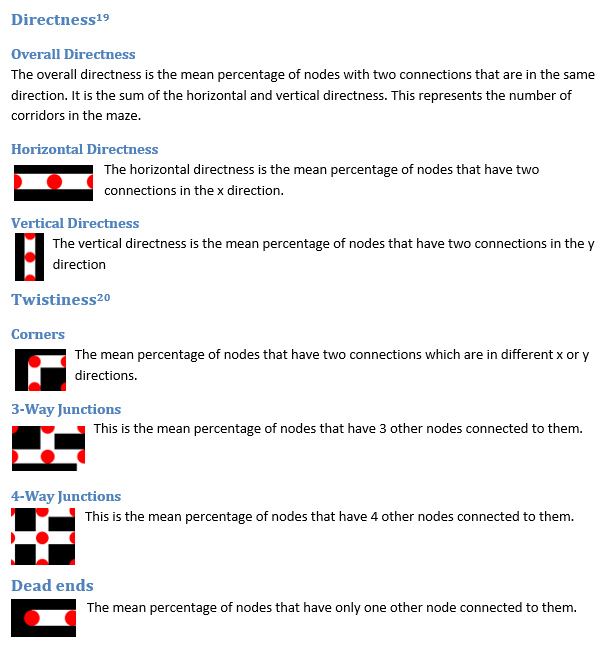 Directness¹⁹
Overall Directness
The overall directness is the mean percentage of nodes with two connections that are in the same
direction. It is the sum of the horizontal and vertical directness. This represents the number of
corridors in the maze.
Horizontal Directness
The horizontal directness is the mean percentage of nodes that have two
connections in the x direction.
Vertical Directness
The vertical directness is the mean percentage of nodes that have two connections in the y
direction
Twistiness²⁰
Corners
The mean percentage of nodes that have two connections which are in different x or y
directions.
3-Way Junctions
This is the mean percentage of nodes that have 3 other nodes connected to them.
4-Way Junctions
This is the mean percentage of nodes that have 4 other nodes connected to them.
Dead ends
The mean percentage of nodes that have only one other node connected to them.